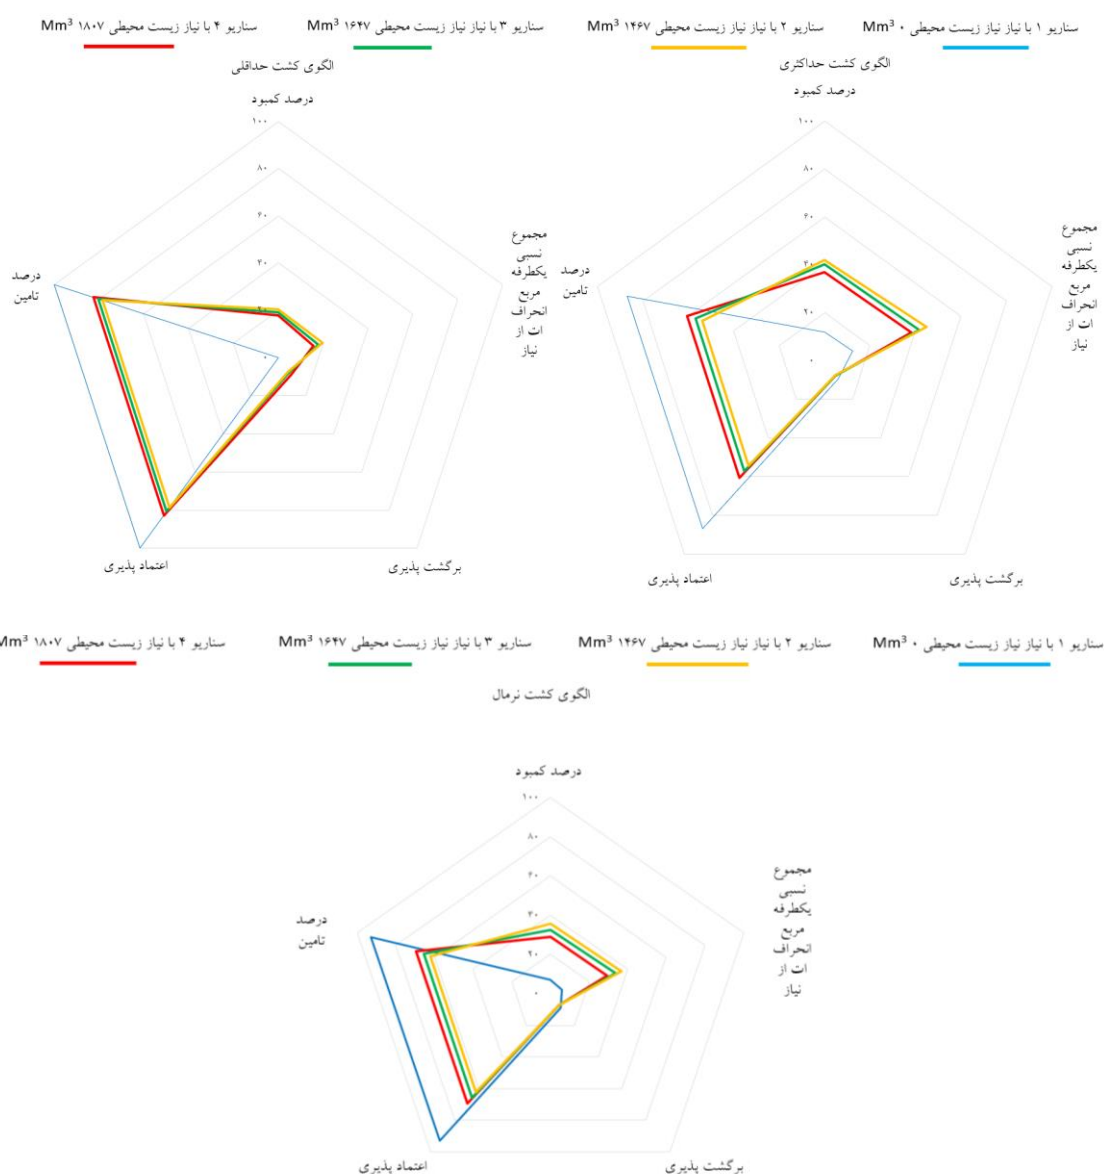 سناریو ۱ با نیاز نیاز زیست محیطی ۰ Mm³
سناریو ۲ با نیاز نیاز زیست محیطی ۱۴۶۷ Mm³
سناریو ۳ با نیاز نیاز زیست محیطی ۱۶۴۷ Mm³
سناریو ۴ با نیاز زیست محیطی ۱۸۰۷ Mm³
الگوی کشت حداکثری
درصد کمبود
۱۰۰
۸۰
۶۰
۴۰
۲۰
۰
مجموع
نسبی
یکطرفه
مربع
انحراف
ات از
نیاز
درصد
تامین
اعتماد پذیری
برگشت پذیری
الگوی کشت حداقلی
درصد کمبود
۱۰۰
۸۰
۶۰
۴۰
۲۰
۰
مجموع
نسبی
یکطرفه
مربع
انحراف
ات از
نیاز
درصد
تامین
اعتماد پذیری
برگشت پذیری
سناریو ۱ با نیاز نیاز زیست محیطی ۰ Mm³
سناریو ۲ با نیاز نیاز زیست محیطی ۱۴۶۷ Mm³
سناریو ۳ با نیاز نیاز زیست محیطی ۱۶۴۷ Mm³
سناریو ۴ با نیاز زیست محیطی ۱۸۰۷ Mm³
الگوی کشت نرمال
درصد کمبود
۱۰۰
۸۰
۶۰
۴۰
۲۰
۰
مجموع
نسبی
یکطرفه
مربع
انحراف
ات از
نیاز
درصد
تامین
اعتماد پذیری
برگشت پذیری